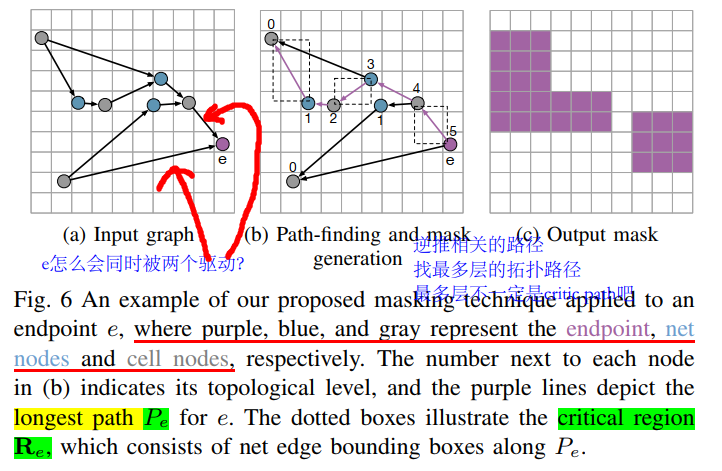 e
0
3
4
1
2
1
5
e
0
(a) Input graph
(b) Path-finding and mask
generation
(c) Output mask
e怎么会同时被两个驱动?
逆推相关的路径
找最多层的拓扑路径
最多层不一定是critic path吧
Fig. 6 An example of our proposed masking technique applied to an
endpoint e, where purple, blue, and gray represent the endpoint, net
nodes and cell nodes, respectively. The number next to each node
in (b) indicates its topological level, and the purple lines depict the
longest path Pe for e. The dotted boxes illustrate the critical region
Re, which consists of net edge bounding boxes along Pe.